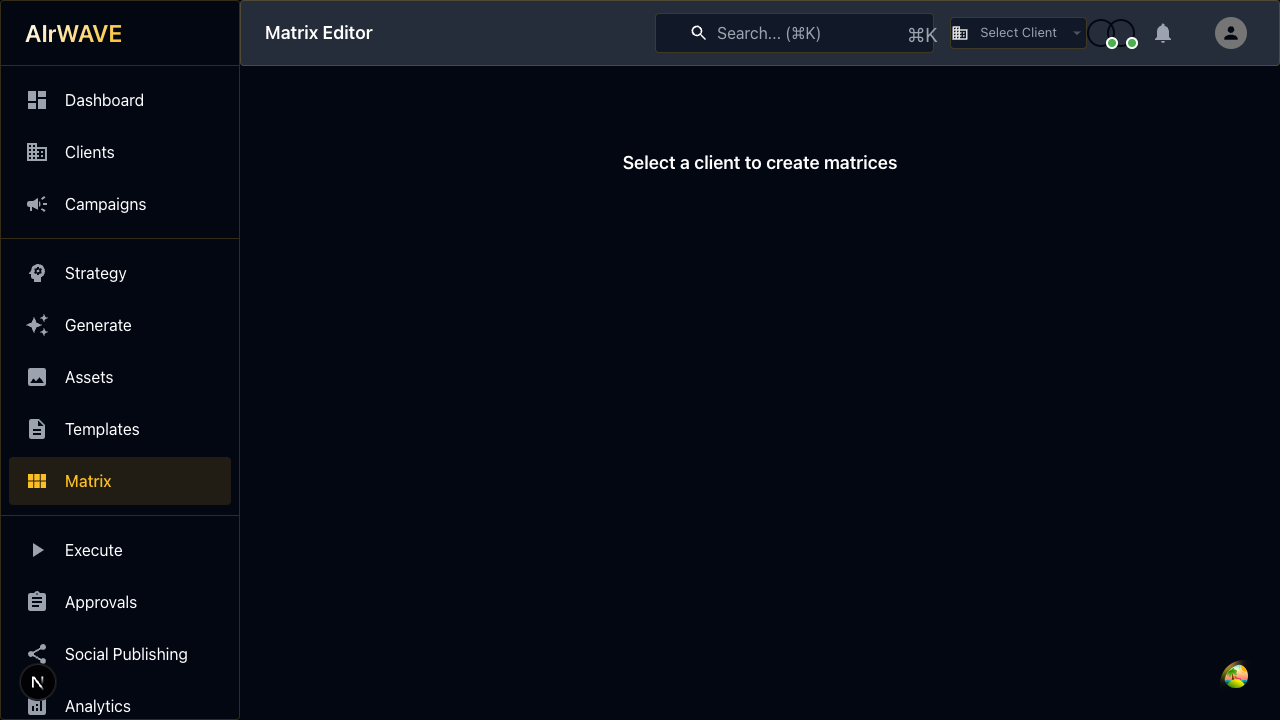 AIrWAVE
Matrix Editor
Search... (⌘K)
⌘K
Select Client
Dashboard
Clients
Campaigns
Select a client to create matrices
Strategy
Generate
Assets
Templates
Matrix
Execute
Approvals
Social Publishing
N
Analytics